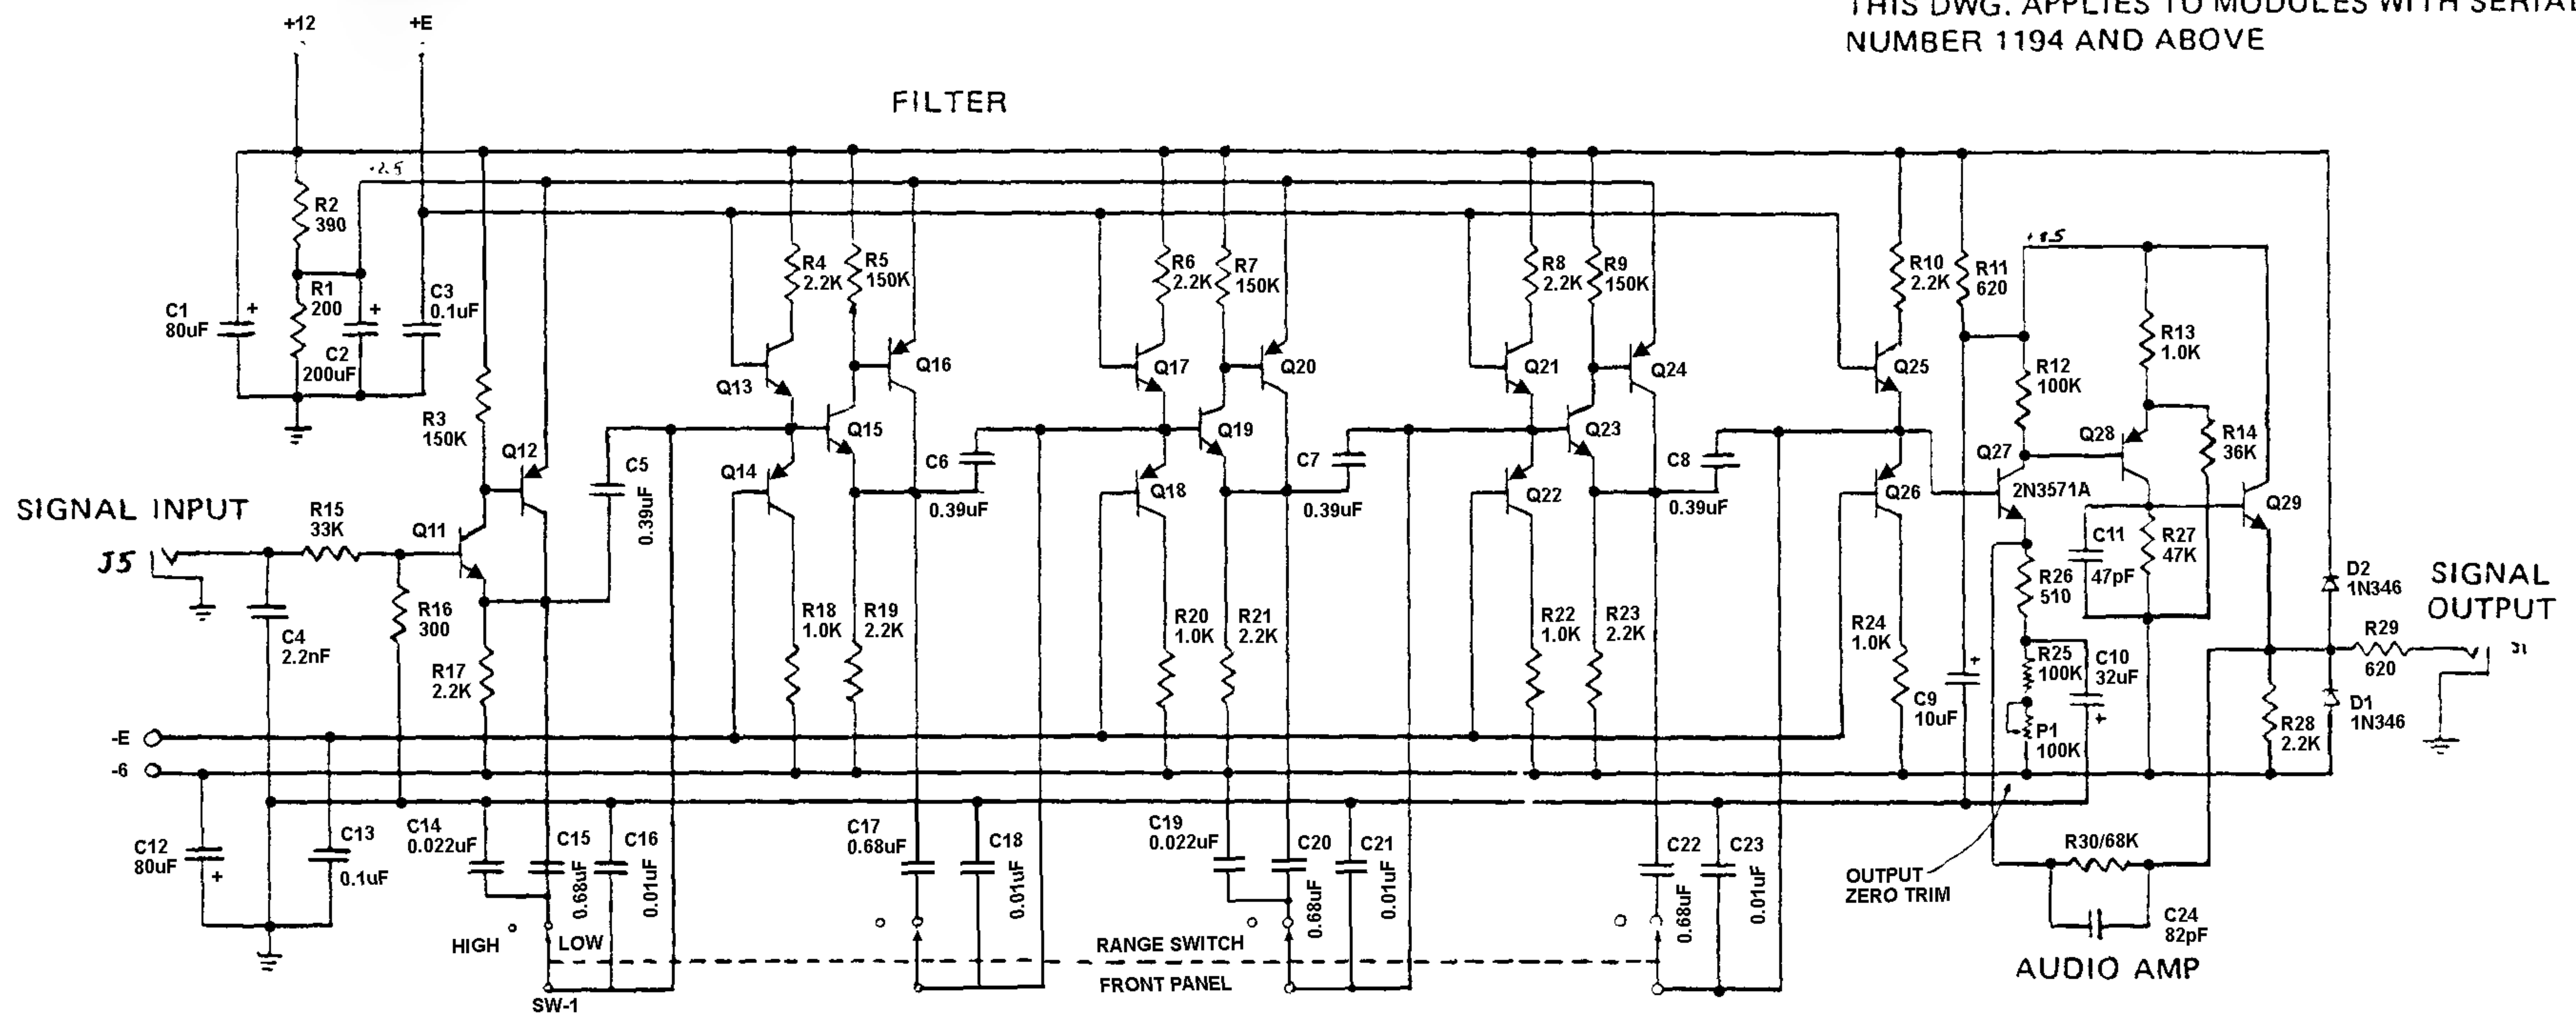 THIS DWG. APPLIES TO MODULES WITH SERIAL
NUMBER 1194 AND ABOVE
+12
+E
FILTER
R2
390
R1
200
C1
80uF
+
C2
200uF
+
C3
0.1uF
R3
150K
Q12
R4
2.2K
R5
150K
Q13
Q16
Q14
Q15
C5
0.39uF
C6
0.39uF
R6
2.2K
R7
150K
Q17
Q20
Q18
Q19
C7
0.39uF
R8
2.2K
R9
150K
Q21
Q24
Q22
Q23
C8
0.39uF
R10
2.2K
R11
620
Q25
Q26
R12
100K
R13
1.0K
Q27
2N3571A
Q28
R14
36K
Q29
C11
47pF
R27
47K
SIGNAL INPUT
J5
R15
33K
Q11
R16
300
C4
2.2nF
R17
2.2K
R18
1.0K
R19
2.2K
R20
1.0K
R21
2.2K
R22
1.0K
R23
2.2K
R24
1.0K
C9
10uF
+
R26
510
R25
100K
C10
32uF
+
P1
100K
D2
1N346
SIGNAL
OUTPUT
R29
620
J1
D1
1N346
R28
2.2K
-E
-6
C12
80uF
+
C13
0.1uF
C14
0.022uF
C15
0.68uF
C16
0.01uF
C17
0.68uF
C18
0.01uF
C19
0.022uF
C20
0.68uF
C21
0.01uF
C22
0.68uF
C23
0.01uF
OUTPUT
ZERO TRIM
R30/68K
C24
82pF
AUDIO AMP
HIGH
LOW
SW-1
RANGE SWITCH
FRONT PANEL